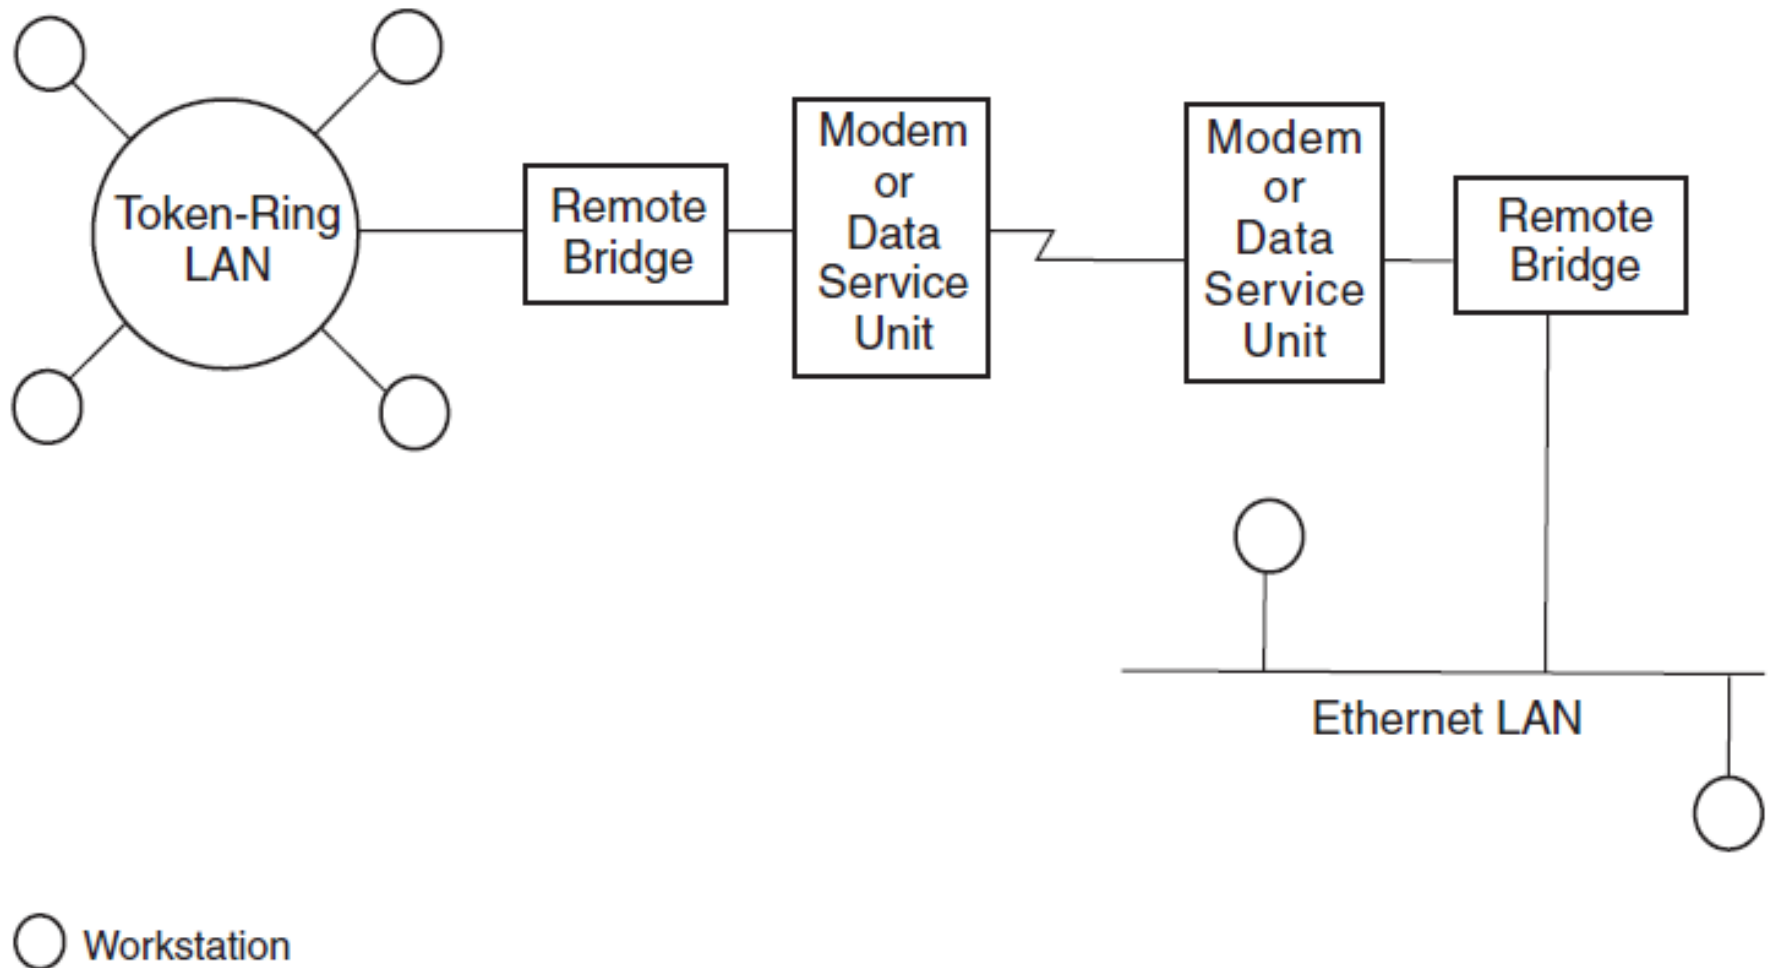 Token-Ring
LAN
Remote
Bridge
Modem
or
Data
Service
Unit
Modem
or
Data
Service
Unit
Remote
Bridge
Ethernet LAN
Workstation